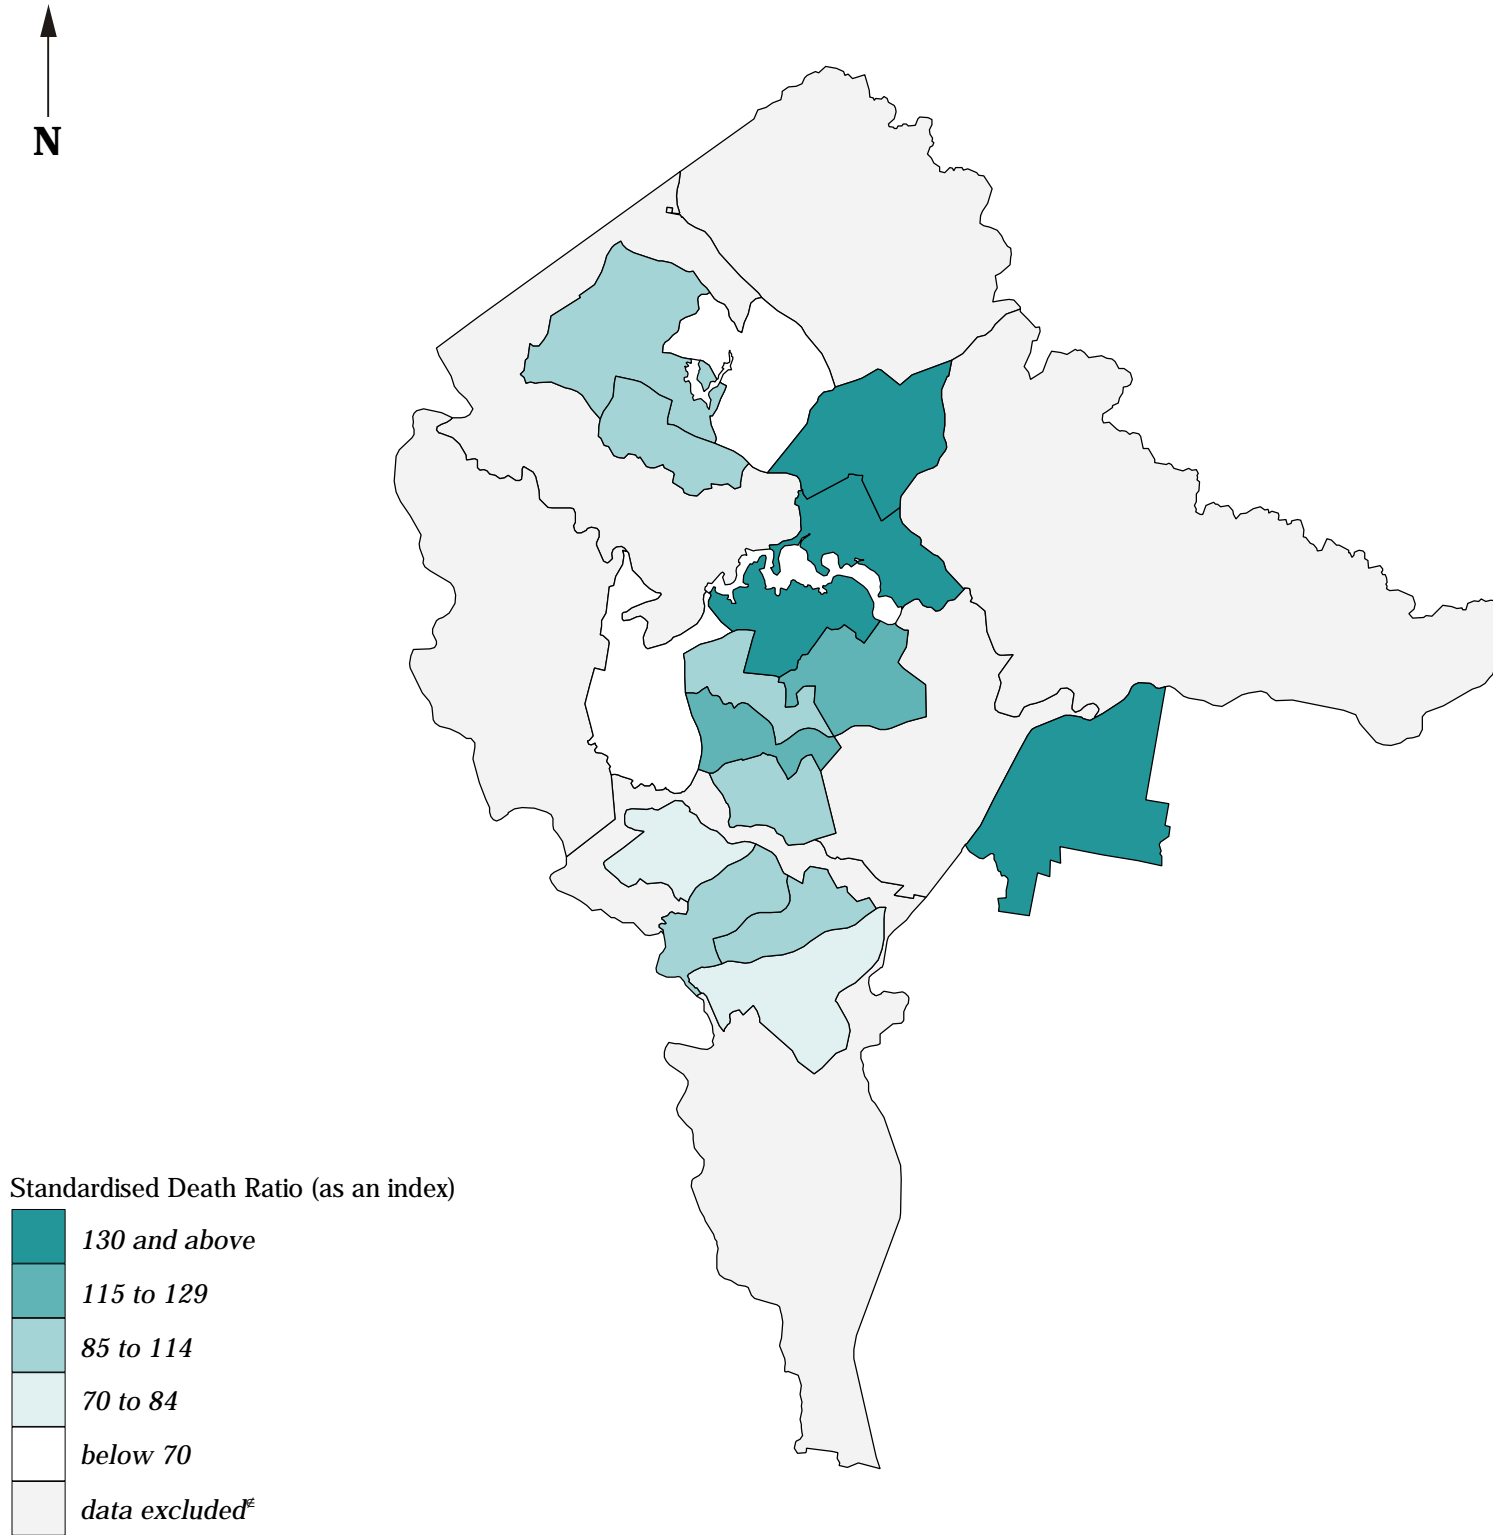 N
Standardised Death Ratio (as an index)
130 and above
115 to 129
85 to 114
70 to 84
below 70
data excluded